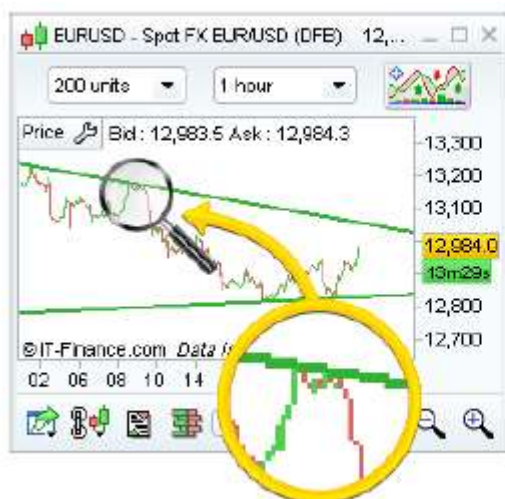 EURUSD - Spot FX EUR/USD (DFB) 12,...
200 units 1 hour
Price Bid : 12,983.5 Ask : 12,984.3
13,300
13,200
13,100
12,984.0
13m29s
12,800
12,700
©IT-Finance.com Data i
02 06 08 10 14